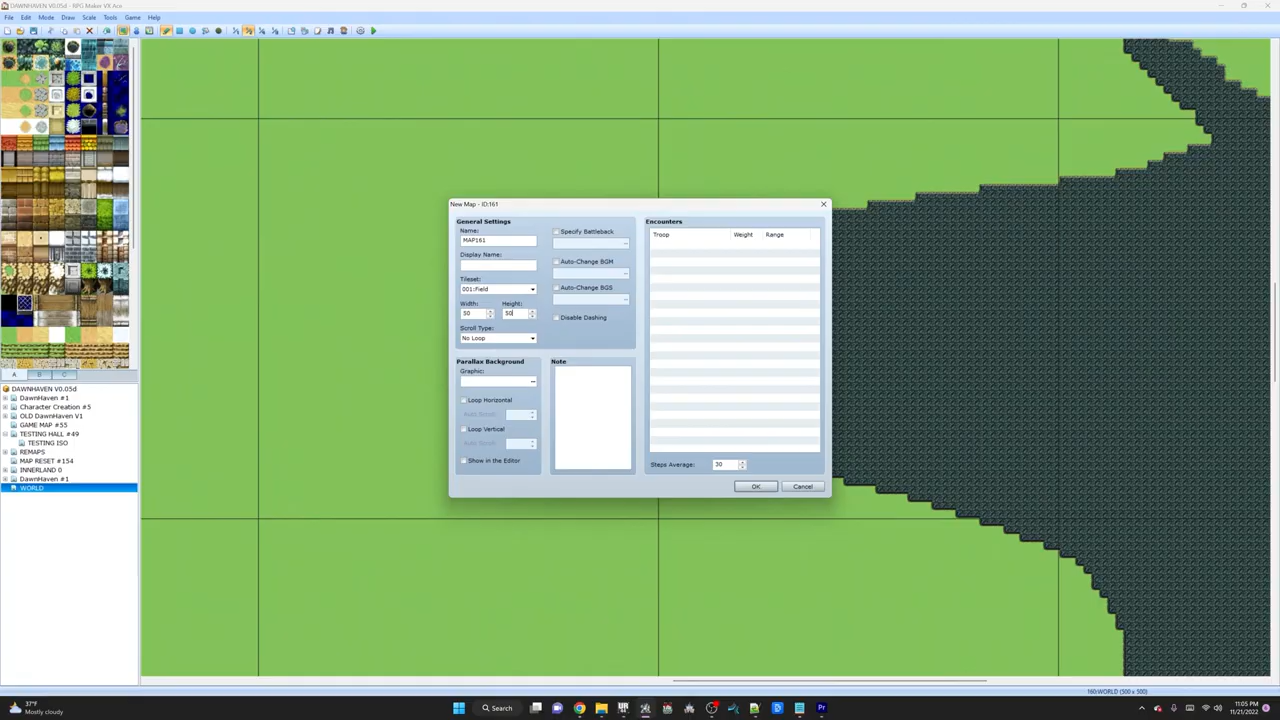 DAWNHAVEN V0.05d - RPG Maker VX Ace
File Edit Mode Draw Scale Tools Game Help
A B C
DAWNHAVEN V0.05d
DawnHaven #1
Character Creation #5
OLD DawnHaven V1
GAME MAP #55
TESTING HALL #49
TESTING ISO
REMAPS
MAP RESET #154
INNERLAND 0
DawnHaven #1
WORLD
New Map - ID:161
General Settings
Name:
MAP161
Display Name:
Tileset:
001:Field
Width: Height:
50 50
Scroll Type:
No Loop
Specify Battleback
Auto-Change BGM
Auto-Change BGS
Disable Dashing
Parallax Background
Graphic:
Loop Horizontal
Auto Scroll:
Loop Vertical
Auto Scroll:
Show in the Editor
Note
Encounters
Troop Weight Range
Steps Average: 30
OK Cancel
160:WORLD (500 x 500)
37°F
Mostly cloudy
Search
11:05 PM
11/21/2022